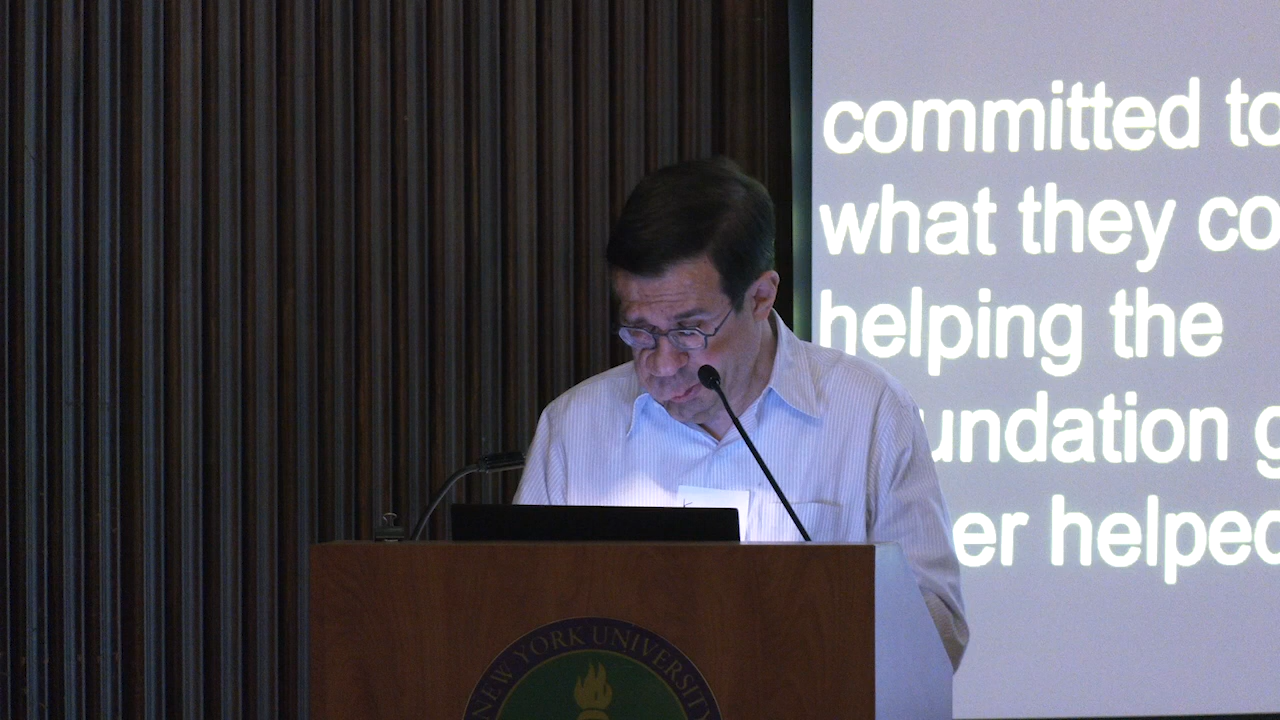 committed to
what they co
helping the
undation g
er helped
NEW YORK UNIVERSITY